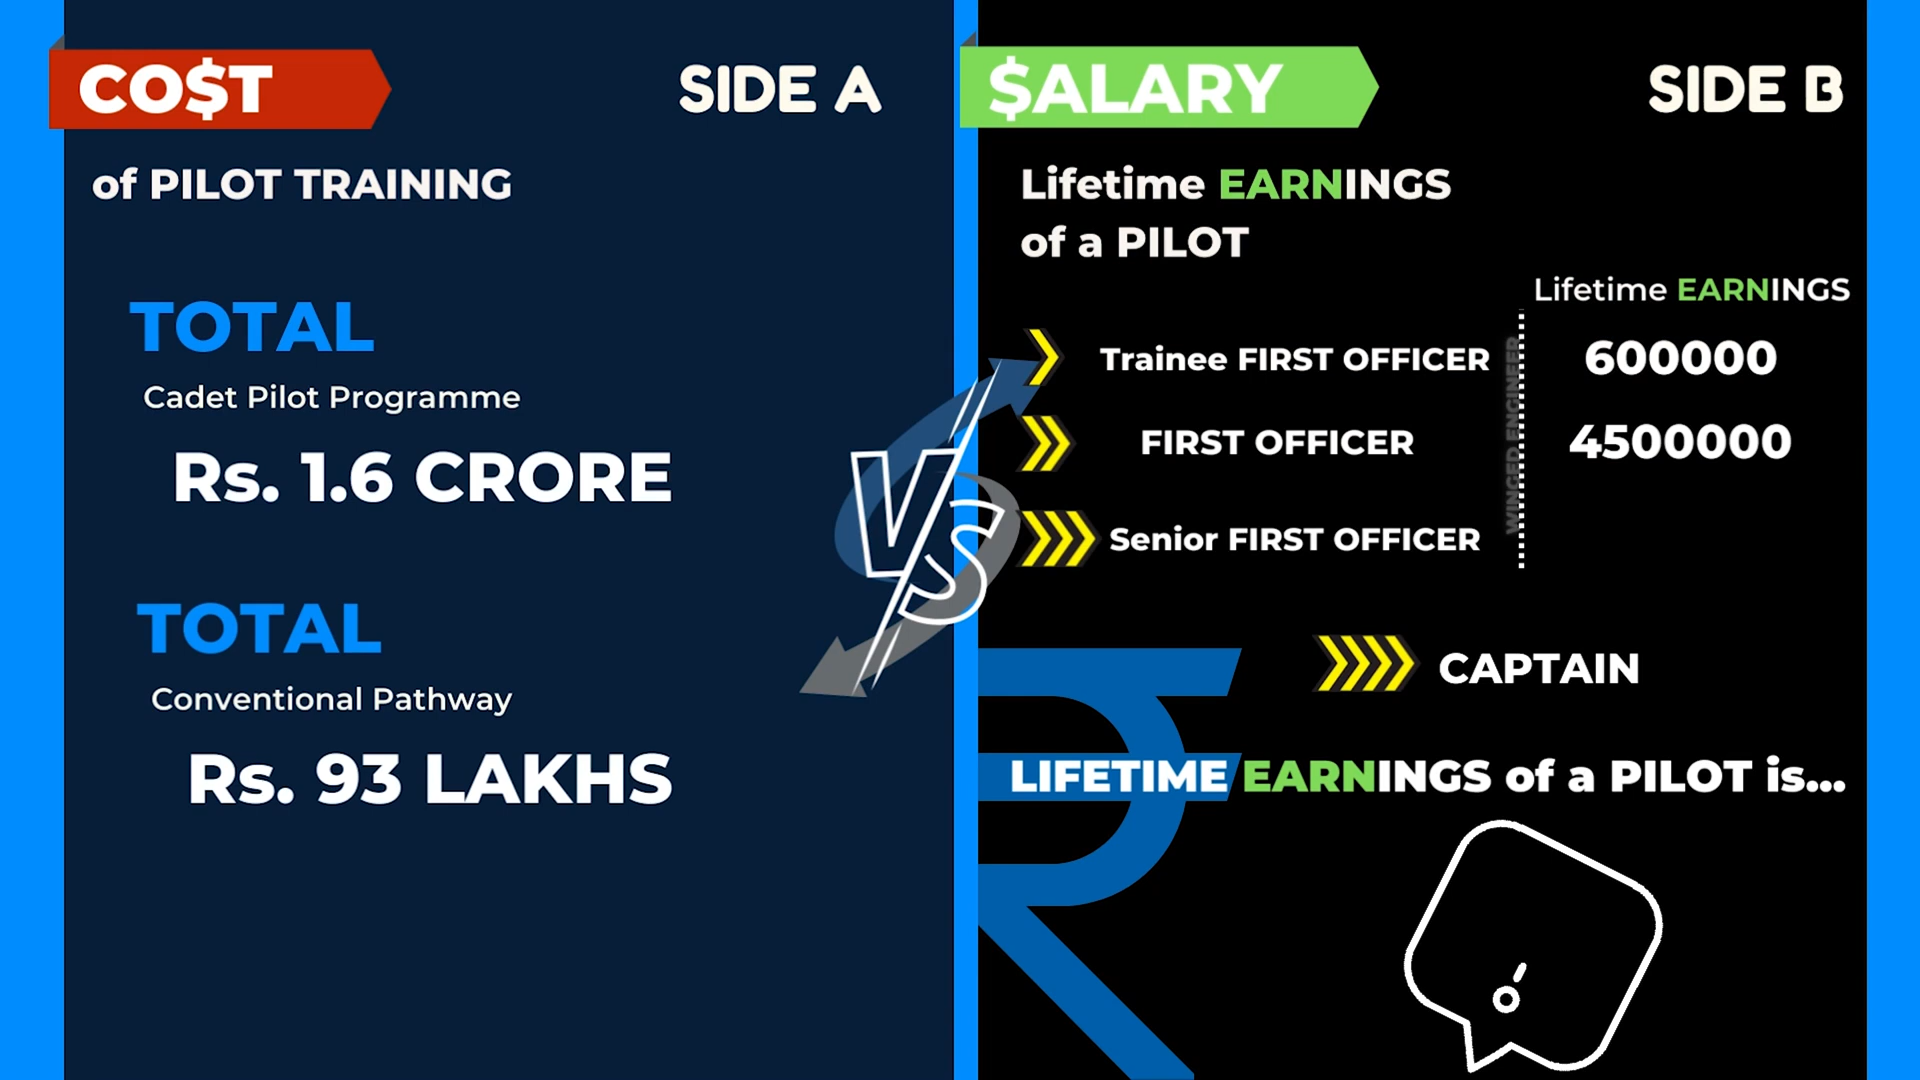 CO$T
SIDE A
of PILOT TRAINING
TOTAL
Cadet Pilot Programme
Rs. 1.6 CRORE
TOTAL
Conventional Pathway
Rs. 93 LAKHS
VS
$ALARY
SIDE B
Lifetime EARNINGS
of a PILOT
Lifetime EARNINGS
Trainee FIRST OFFICER
600000
FIRST OFFICER
4500000
Senior FIRST OFFICER
WINGED ENGINEER
CAPTAIN
LIFETIME EARNINGS of a PILOT is...